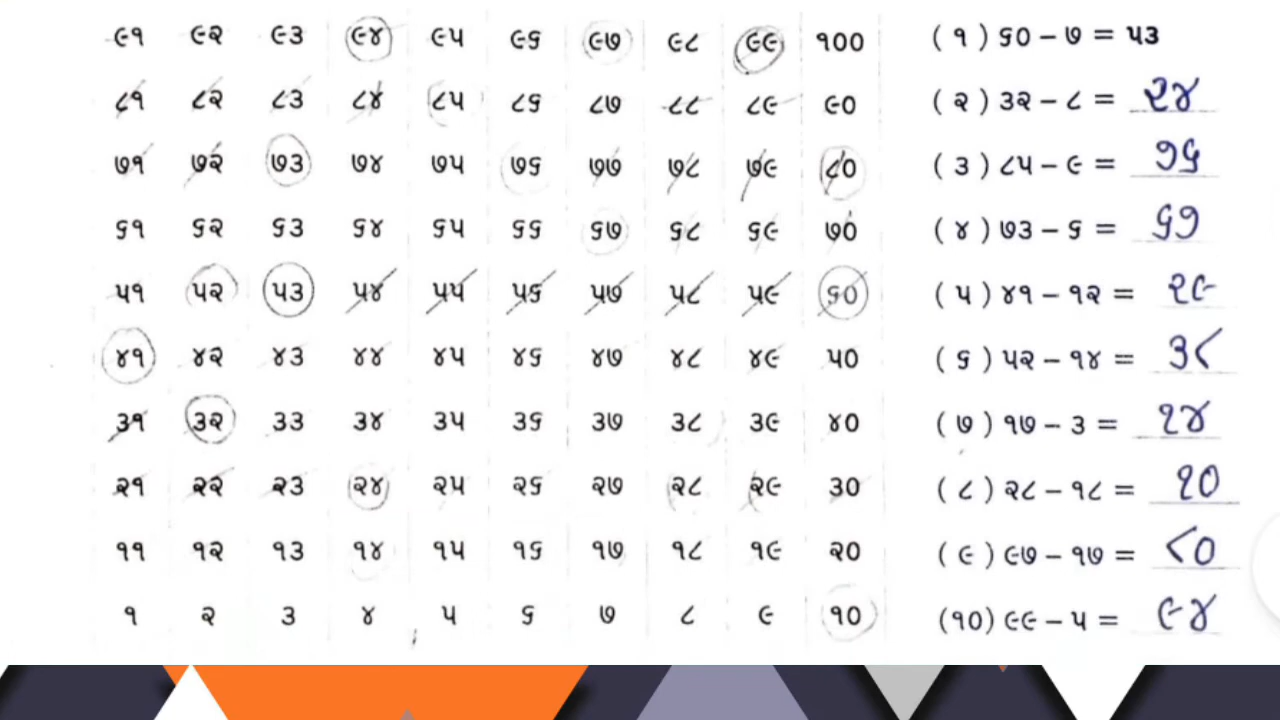 ૯૧ ૯૨ ૯૩ ૯૪ ૯૫ ૯૬ ૯૭ ૯૮ ૯૯ ૧૦૦ (૧) ૬૦ – ૭ = ૫૩
૮૧ ૮૨ ૮૩ ૮૪ ૮૫ ૮૬ ૮૭ ૮૮ ૮૯ ૯૦ (૨) ૩૨ – ૮ = ૨૪
૭૧ ૭૨ ૭૩ ૭૪ ૭૫ ૭૬ ૭૭ ૭૮ ૭૯ ૮૦ (૩) ૮૫ – ૯ = ૭૬
૬૧ ૬૨ ૬૩ ૬૪ ૬૫ ૬૬ ૬૭ ૬૮ ૬૯ ૭૦ (૪) ૭૩ – ૬ = ૬૭
૫૧ ૫૨ ૫૩ ૫૪ ૫૫ ૫૬ ૫૭ ૫૮ ૫૯ ૬૦ (૫) ૪૧ – ૧૨ = ૨૯
૪૧ ૪૨ ૪૩ ૪૪ ૪૫ ૪૬ ૪૭ ૪૮ ૪૯ ૫૦ (૬) ૫૨ – ૧૪ = ૩૮
૩૧ ૩૨ ૩૩ ૩૪ ૩૫ ૩૬ ૩૭ ૩૮ ૩૯ ૪૦ (૭) ૧૭ – ૩ = ૧૪
૨૧ ૨૨ ૨૩ ૨૪ ૨૫ ૨૬ ૨૭ ૨૮ ૨૯ ૩૦ (૮) ૨૮ – ૧૮ = ૧૦
૧૧ ૧૨ ૧૩ ૧૪ ૧૫ ૧૬ ૧૭ ૧૮ ૧૯ ૨૦ (૯) ૯૭ – ૧૭ = ૮૦
૧ ૨ ૩ ૪ ૫ ૬ ૭ ૮ ૯ ૧૦ (૧૦) ૯૯ – ૫ = ૯૪